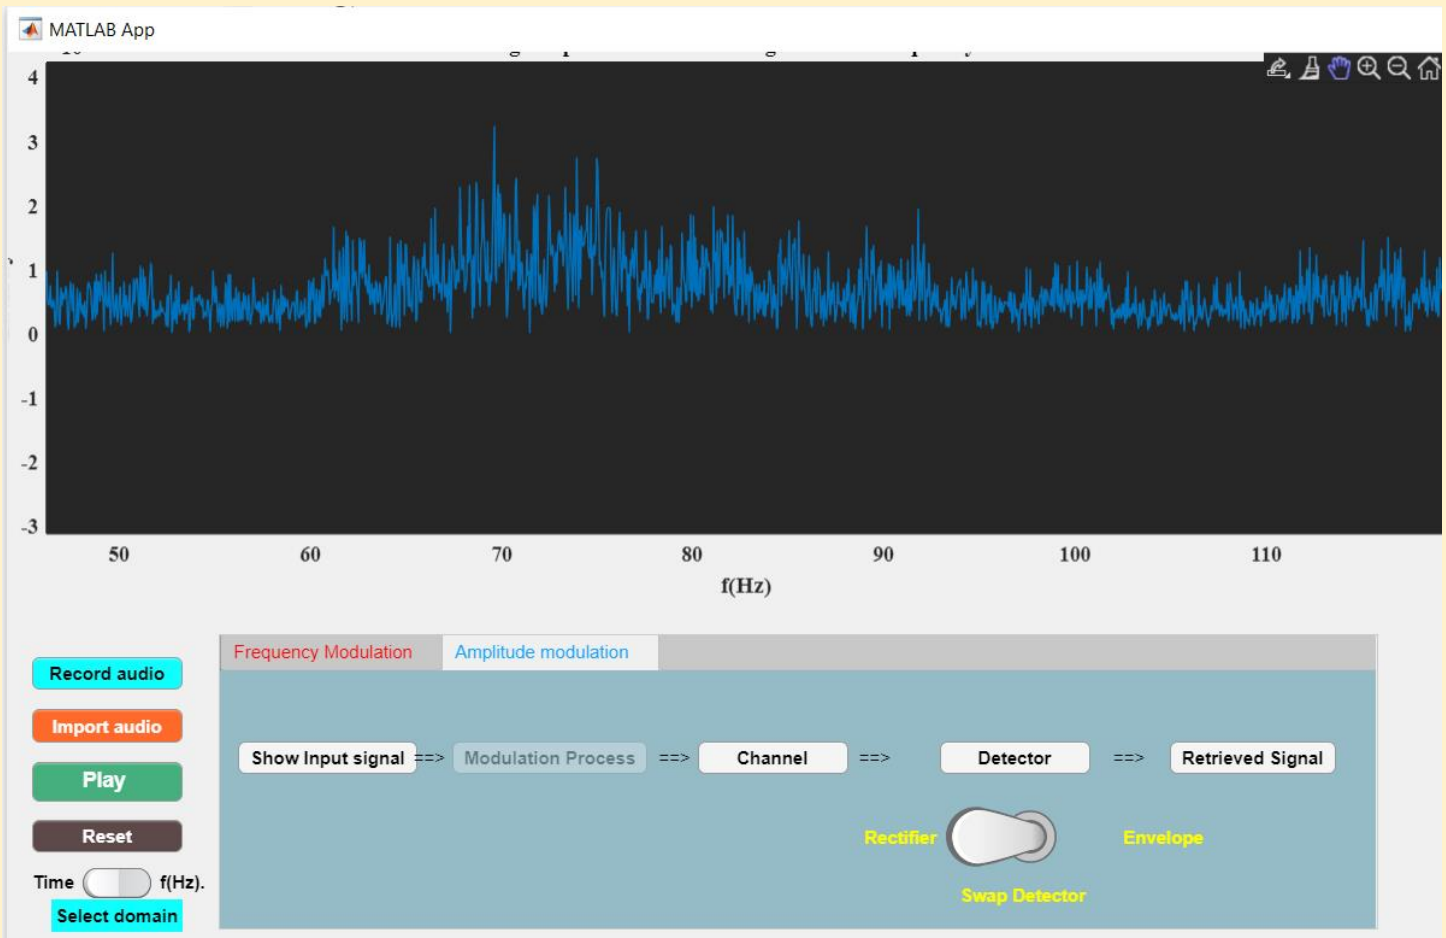 MATLAB App
4
3
2
1
0
-1
-2
-3
50 60 70 80 90 100 110
f(Hz)
Frequency Modulation Amplitude modulation
Record audio
Import audio
Play
Reset
Time f(Hz).
Select domain
Show Input signal ==> Modulation Process ==> Channel ==> Detector ==> Retrieved Signal
Rectifier Envelope
Swap Detector